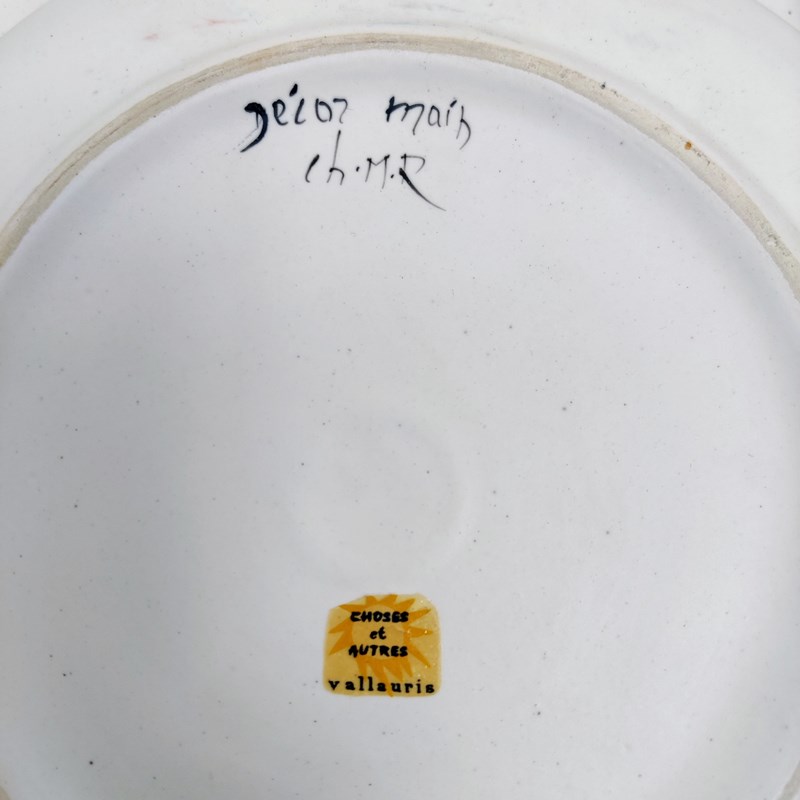 Décor main
Ch.M.R
CHOSES
et
AUTRES
vallauris